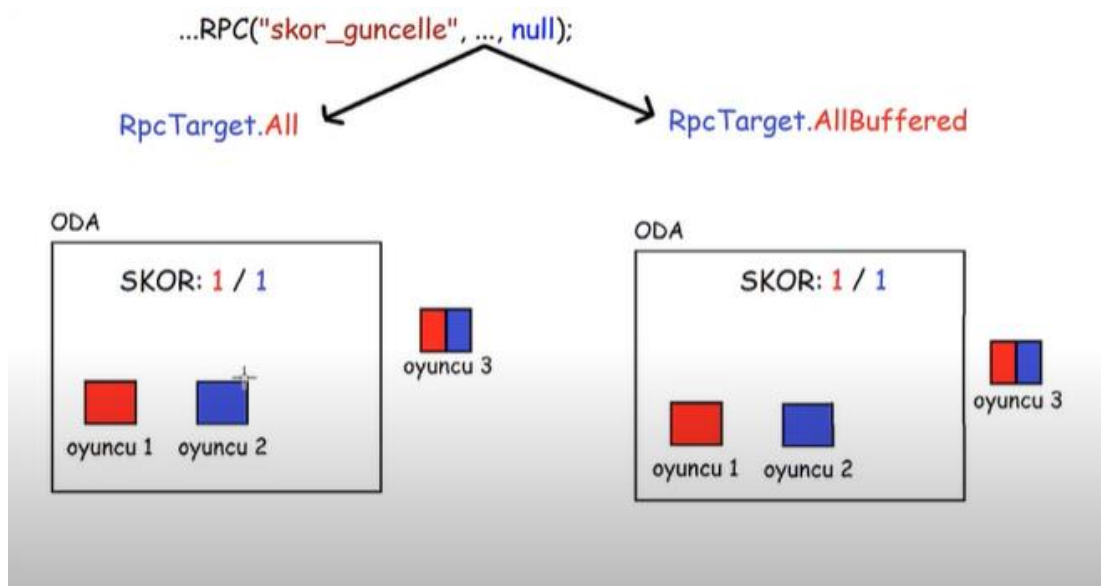 ...RPC("skor_guncelle", ..., null);
RpcTarget.All
RpcTarget.AllBuffered
ODA
SKOR: 1 / 1
oyuncu 1
oyuncu 2
oyuncu 3
ODA
SKOR: 1 / 1
oyuncu 1
oyuncu 2
oyuncu 3